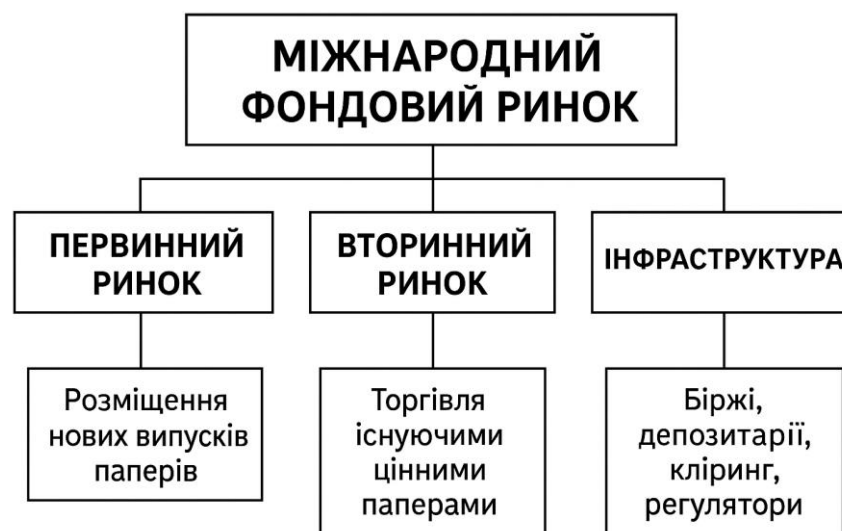 МІЖНАРОДНИЙ
ФОНДОВИЙ РИНОК
ПЕРВИННИЙ
РИНОК
ВТОРИННИЙ
РИНОК
ІНФРАСТРУКТУРА
Розміщення
нових випусків
паперів
Торгівля
існуючими
цінними
паперами
Біржі,
депозитарії,
кліринг,
регулятори